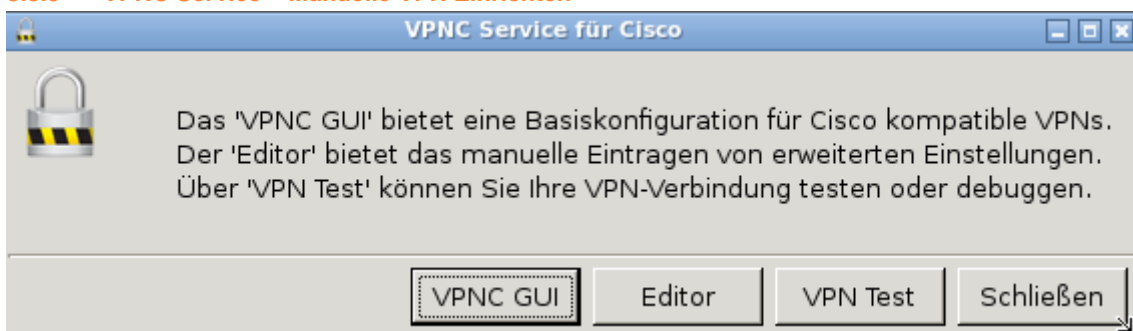 VPNC Service für Cisco
Das 'VPNC GUI' bietet eine Basiskonfiguration für Cisco kompatible VPNs.
Der 'Editor' bietet das manuelle Eintragen von erweiterten Einstellungen.
Über 'VPN Test' können Sie Ihre VPN-Verbindung testen oder debuggen.
VPNC GUI
Editor
VPN Test
Schließen